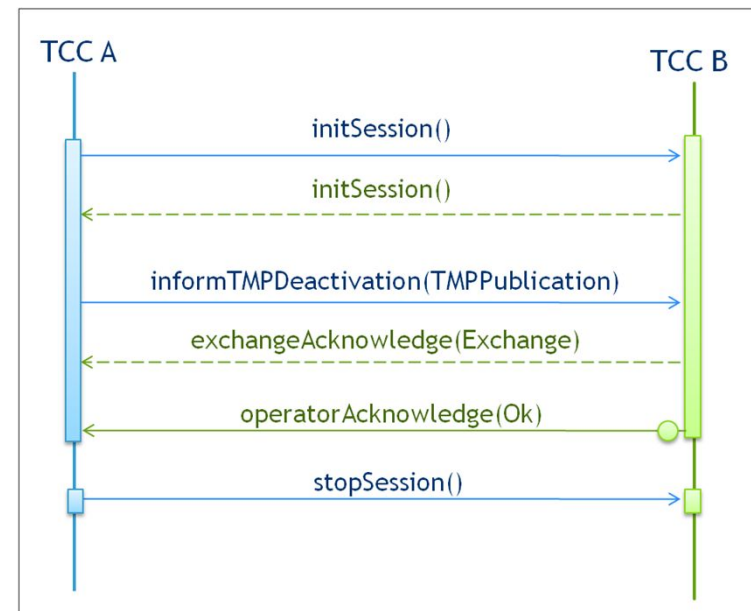 TCC A
TCC B
initSession()
initSession()
informTMPDeactivation(TMPPublication)
exchangeAcknowledge(Exchange)
operatorAcknowledge(Ok)
stopSession()